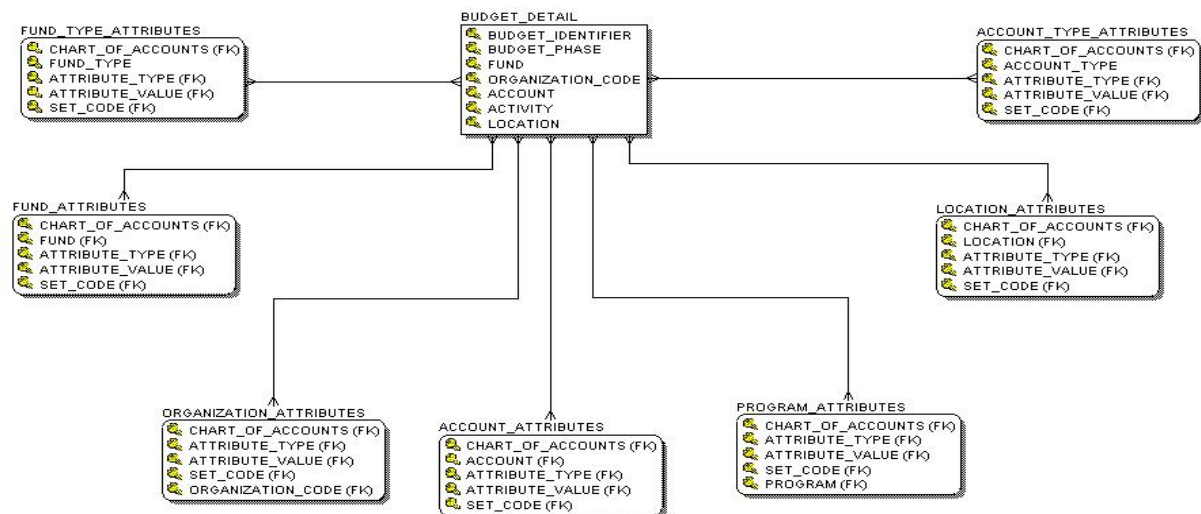 FUND_TYPE_ATTRIBUTES
CHART_OF_ACCOUNTS (FK)
FUND_TYPE
ATTRIBUTE_TYPE (FK)
ATTRIBUTE_VALUE (FK)
SET_CODE (FK)
BUDGET_DETAIL
BUDGET_IDENTIFIER
BUDGET_PHASE
FUND
ORGANIZATION_CODE
ACCOUNT
ACTIVITY
LOCATION
ACCOUNT_TYPE_ATTRIBUTES
CHART_OF_ACCOUNTS (FK)
ACCOUNT_TYPE
ATTRIBUTE_TYPE (FK)
ATTRIBUTE_VALUE (FK)
SET_CODE (FK)
FUND_ATTRIBUTES
CHART_OF_ACCOUNTS (FK)
FUND (FK)
ATTRIBUTE_TYPE (FK)
ATTRIBUTE_VALUE (FK)
SET_CODE (FK)
LOCATION_ATTRIBUTES
CHART_OF_ACCOUNTS (FK)
LOCATION (FK)
ATTRIBUTE_TYPE (FK)
ATTRIBUTE_VALUE (FK)
SET_CODE (FK)
ORGANIZATION_ATTRIBUTES
CHART_OF_ACCOUNTS (FK)
ATTRIBUTE_TYPE (FK)
ATTRIBUTE_VALUE (FK)
SET_CODE (FK)
ORGANIZATION_CODE (FK)
ACCOUNT_ATTRIBUTES
CHART_OF_ACCOUNTS (FK)
ACCOUNT (FK)
ATTRIBUTE_TYPE (FK)
ATTRIBUTE_VALUE (FK)
SET_CODE (FK)
PROGRAM_ATTRIBUTES
CHART_OF_ACCOUNTS (FK)
ATTRIBUTE_TYPE (FK)
ATTRIBUTE_VALUE (FK)
SET_CODE (FK)
PROGRAM (FK)